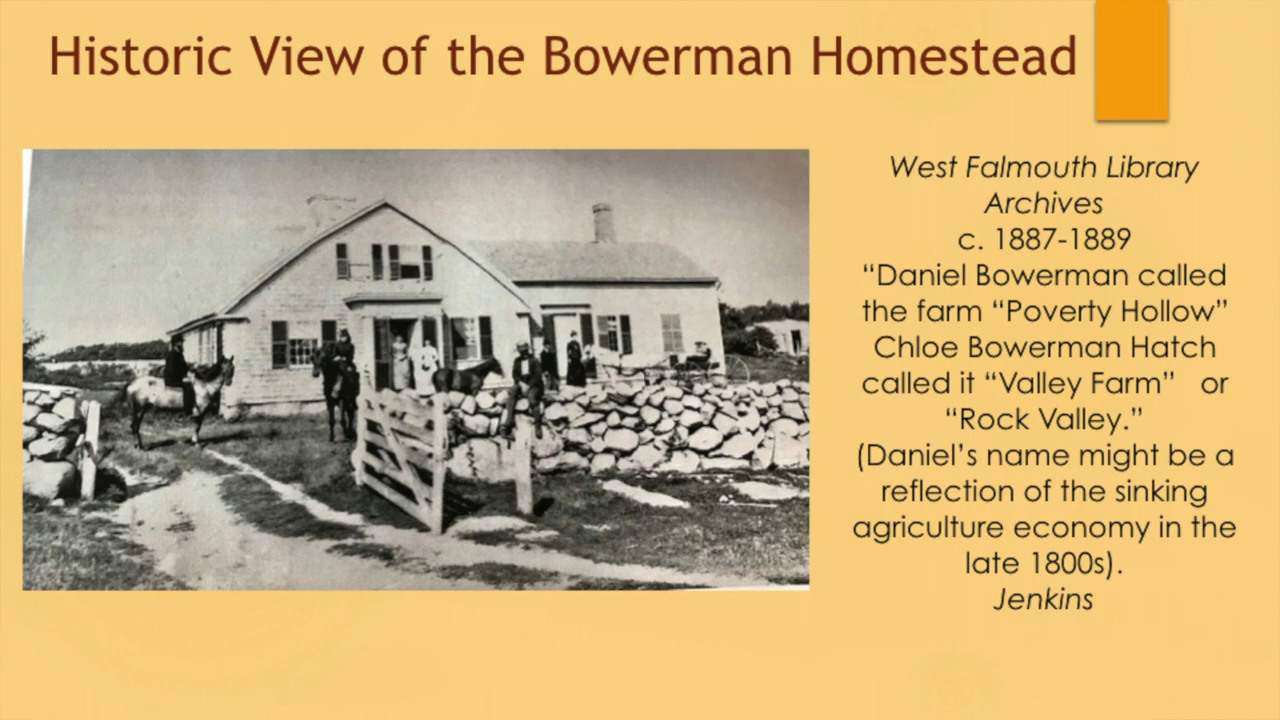 Historic View of the Bowerman Homestead
West Falmouth Library
Archives
c. 1887-1889
“Daniel Bowerman called
the farm “Poverty Hollow”
Chloe Bowerman Hatch
called it “Valley Farm”   or
“Rock Valley.”
(Daniel’s name might be a
reflection of the sinking
agriculture economy in the
late 1800s).
Jenkins